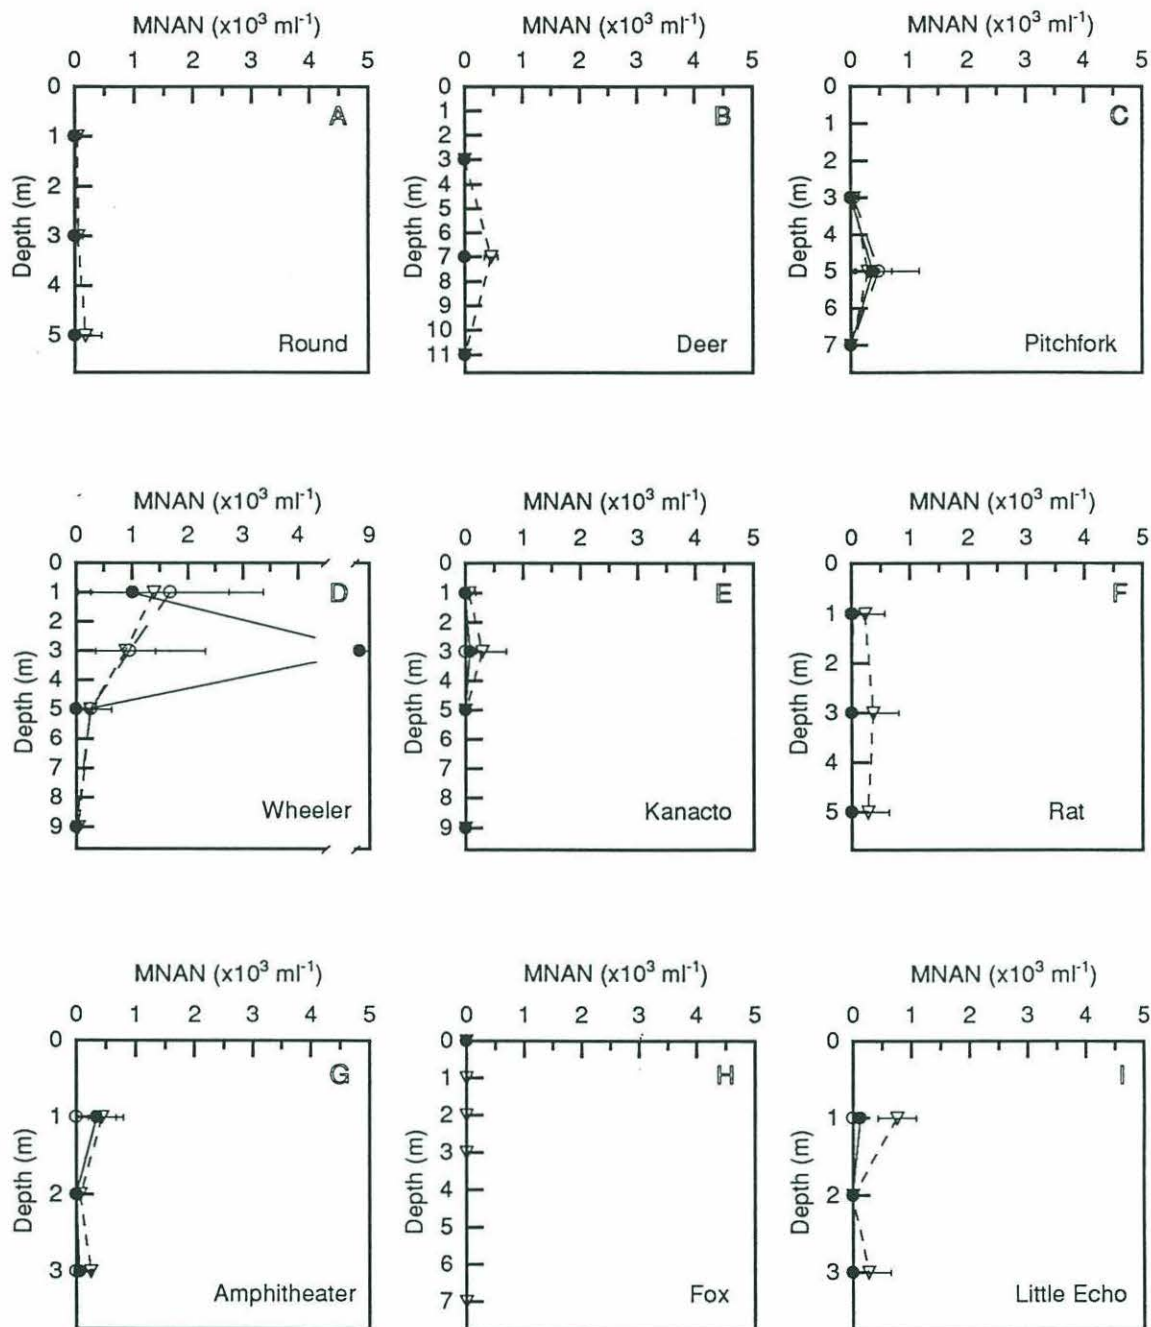 MNAN (x10³ ml⁻¹) MNAN (x10³ ml⁻¹) MNAN (x10³ ml⁻¹)
0 1 2 3 4 5 0 1 2 3 4 5 0 1 2 3 4 5
A
Depth (m)
0
1
2
3
4
5
Round
B
Depth (m)
0
1
2
3
4
5
6
7
8
9
10
11
Deer
C
Depth (m)
0
1
2
3
4
5
6
7
Pitchfork
MNAN (x10³ ml⁻¹) MNAN (x10³ ml⁻¹) MNAN (x10³ ml⁻¹)
0 1 2 3 4 9 0 1 2 3 4 5 0 1 2 3 4 5
D
Depth (m)
0
1
2
3
4
5
6
7
8
9
Wheeler
E
Depth (m)
0
1
2
3
4
5
6
7
8
9
Kanacto
F
Depth (m)
0
1
2
3
4
5
Rat
MNAN (x10³ ml⁻¹) MNAN (x10³ ml⁻¹) MNAN (x10³ ml⁻¹)
0 1 2 3 4 5 0 1 2 3 4 5 0 1 2 3 4 5
G
Depth (m)
0
1
2
3
Amphitheater
H
Depth (m)
0
1
2
3
4
5
6
7
Fox
I
Depth (m)
0
1
2
3
Little Echo